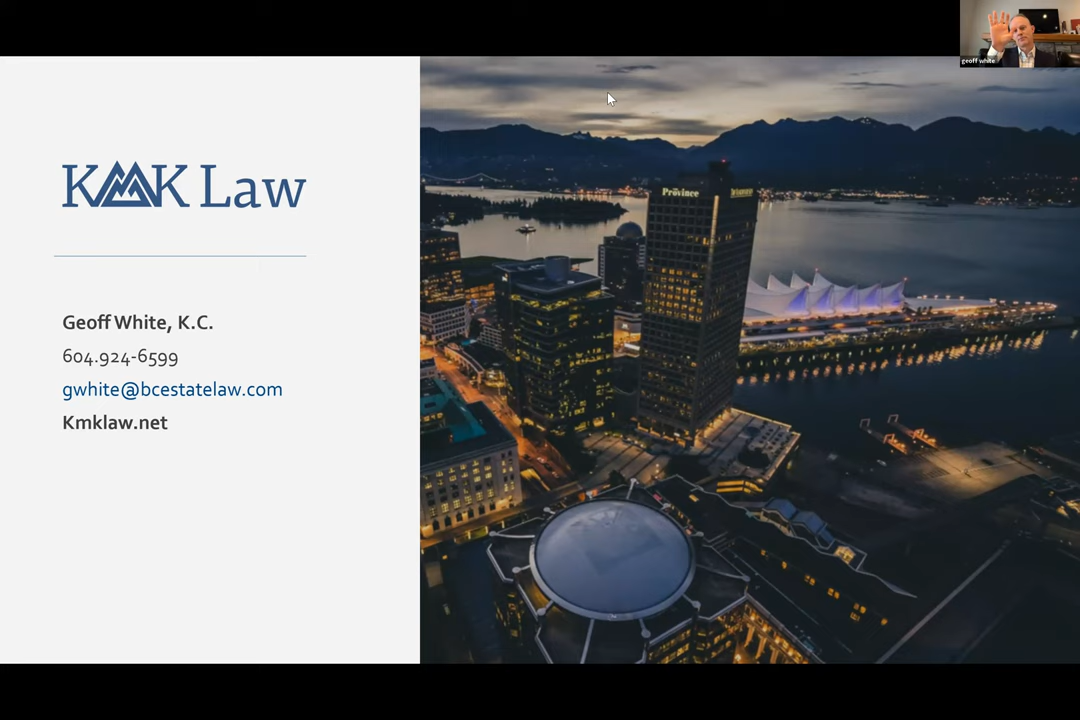 geoff white
KMK Law
Province
Geoff White, K.C.
604.924-6599
gwhite@bcestatelaw.com
Kmklaw.net